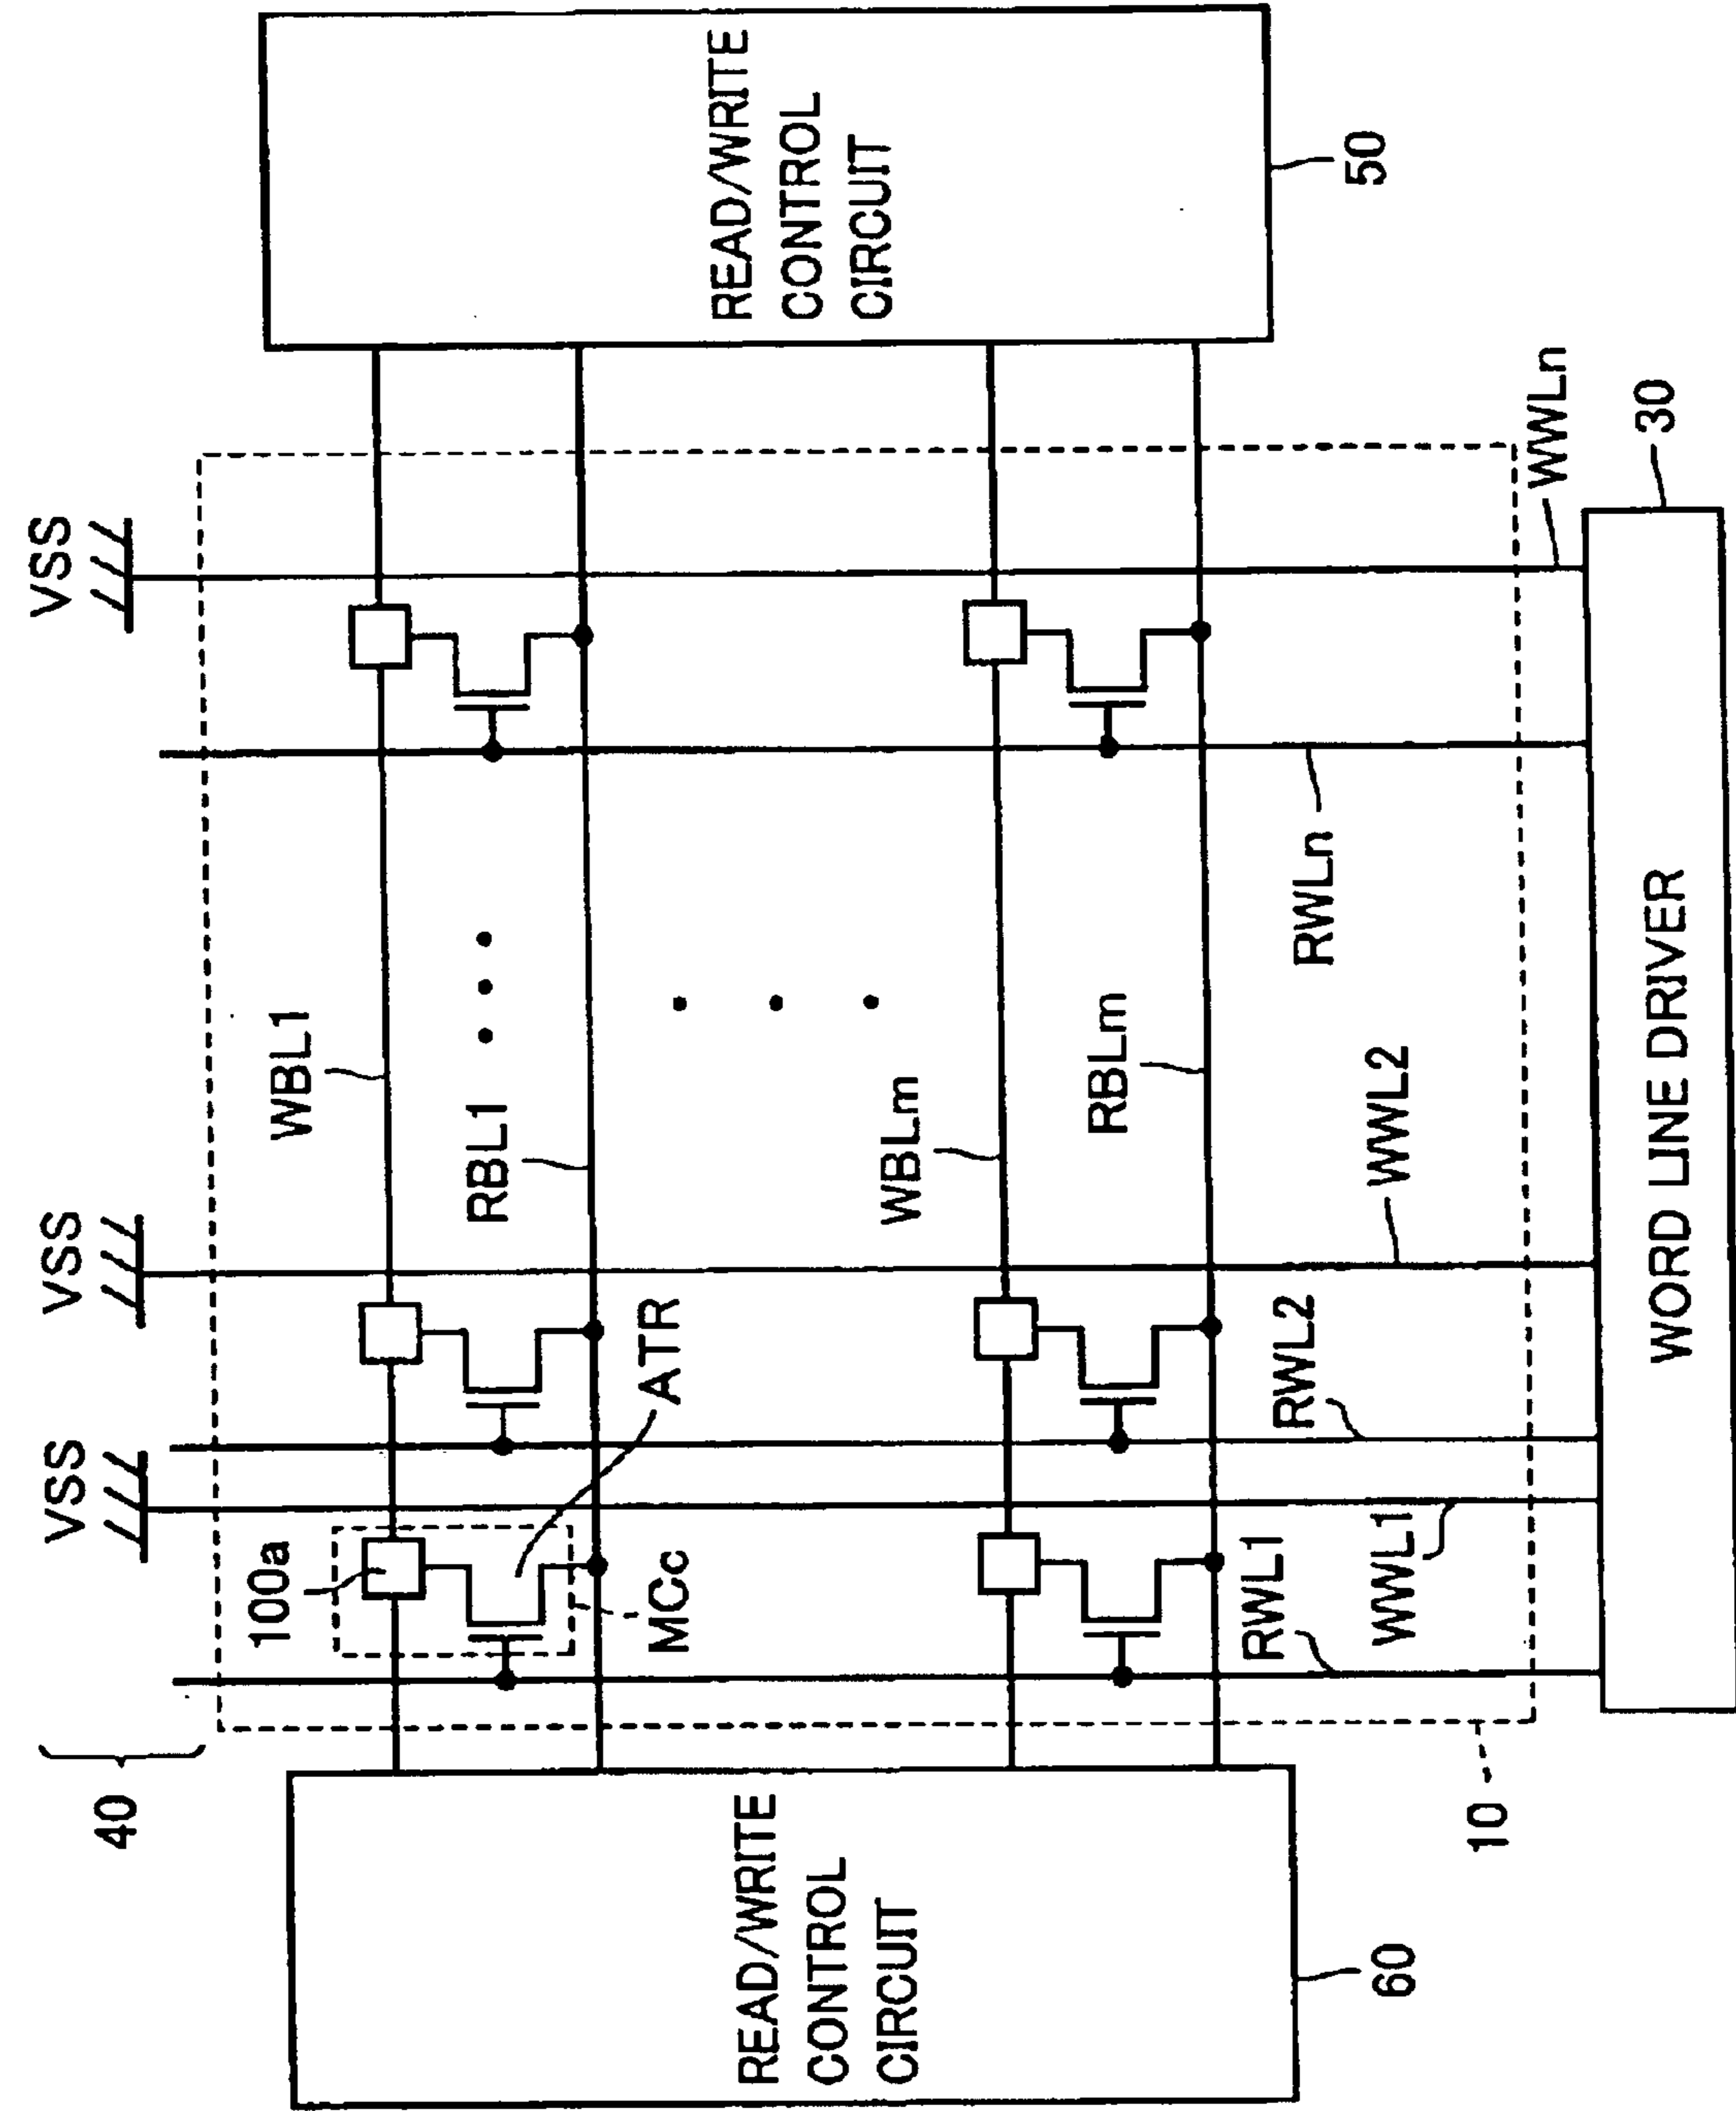 40
VSS
VSS
VSS
READ/WRITE
CONTROL
CIRCUIT
60
READ/WRITE
CONTROL
CIRCUIT
50
100a
MCc
ATR
WBL1
RBL1
WBLm
RBLm
RWL1
WWL1
RWL2
WWL2
RWLn
WWLn
10
WORD LINE DRIVER
30